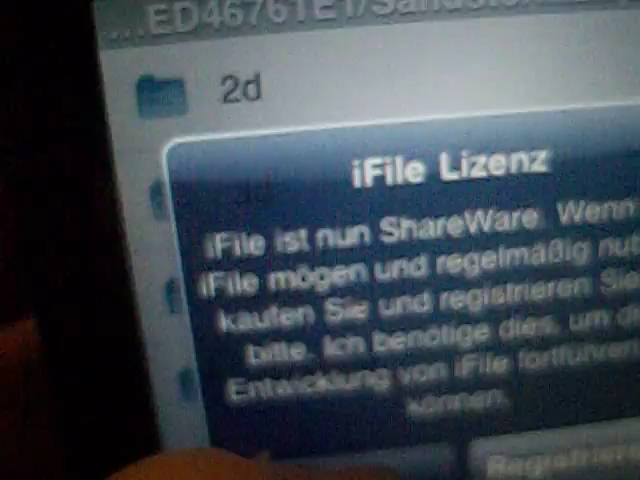 ...ED46761E1/Sandsto
2d
iFile Lizenz
iFile ist nun ShareWare. Wenn
iFile mögen und regelmäßig nut
kaufen Sie und registrieren Sie
bitte. Ich benötige dies, um di
Entwicklung von iFile fortführen
können.
Registriere